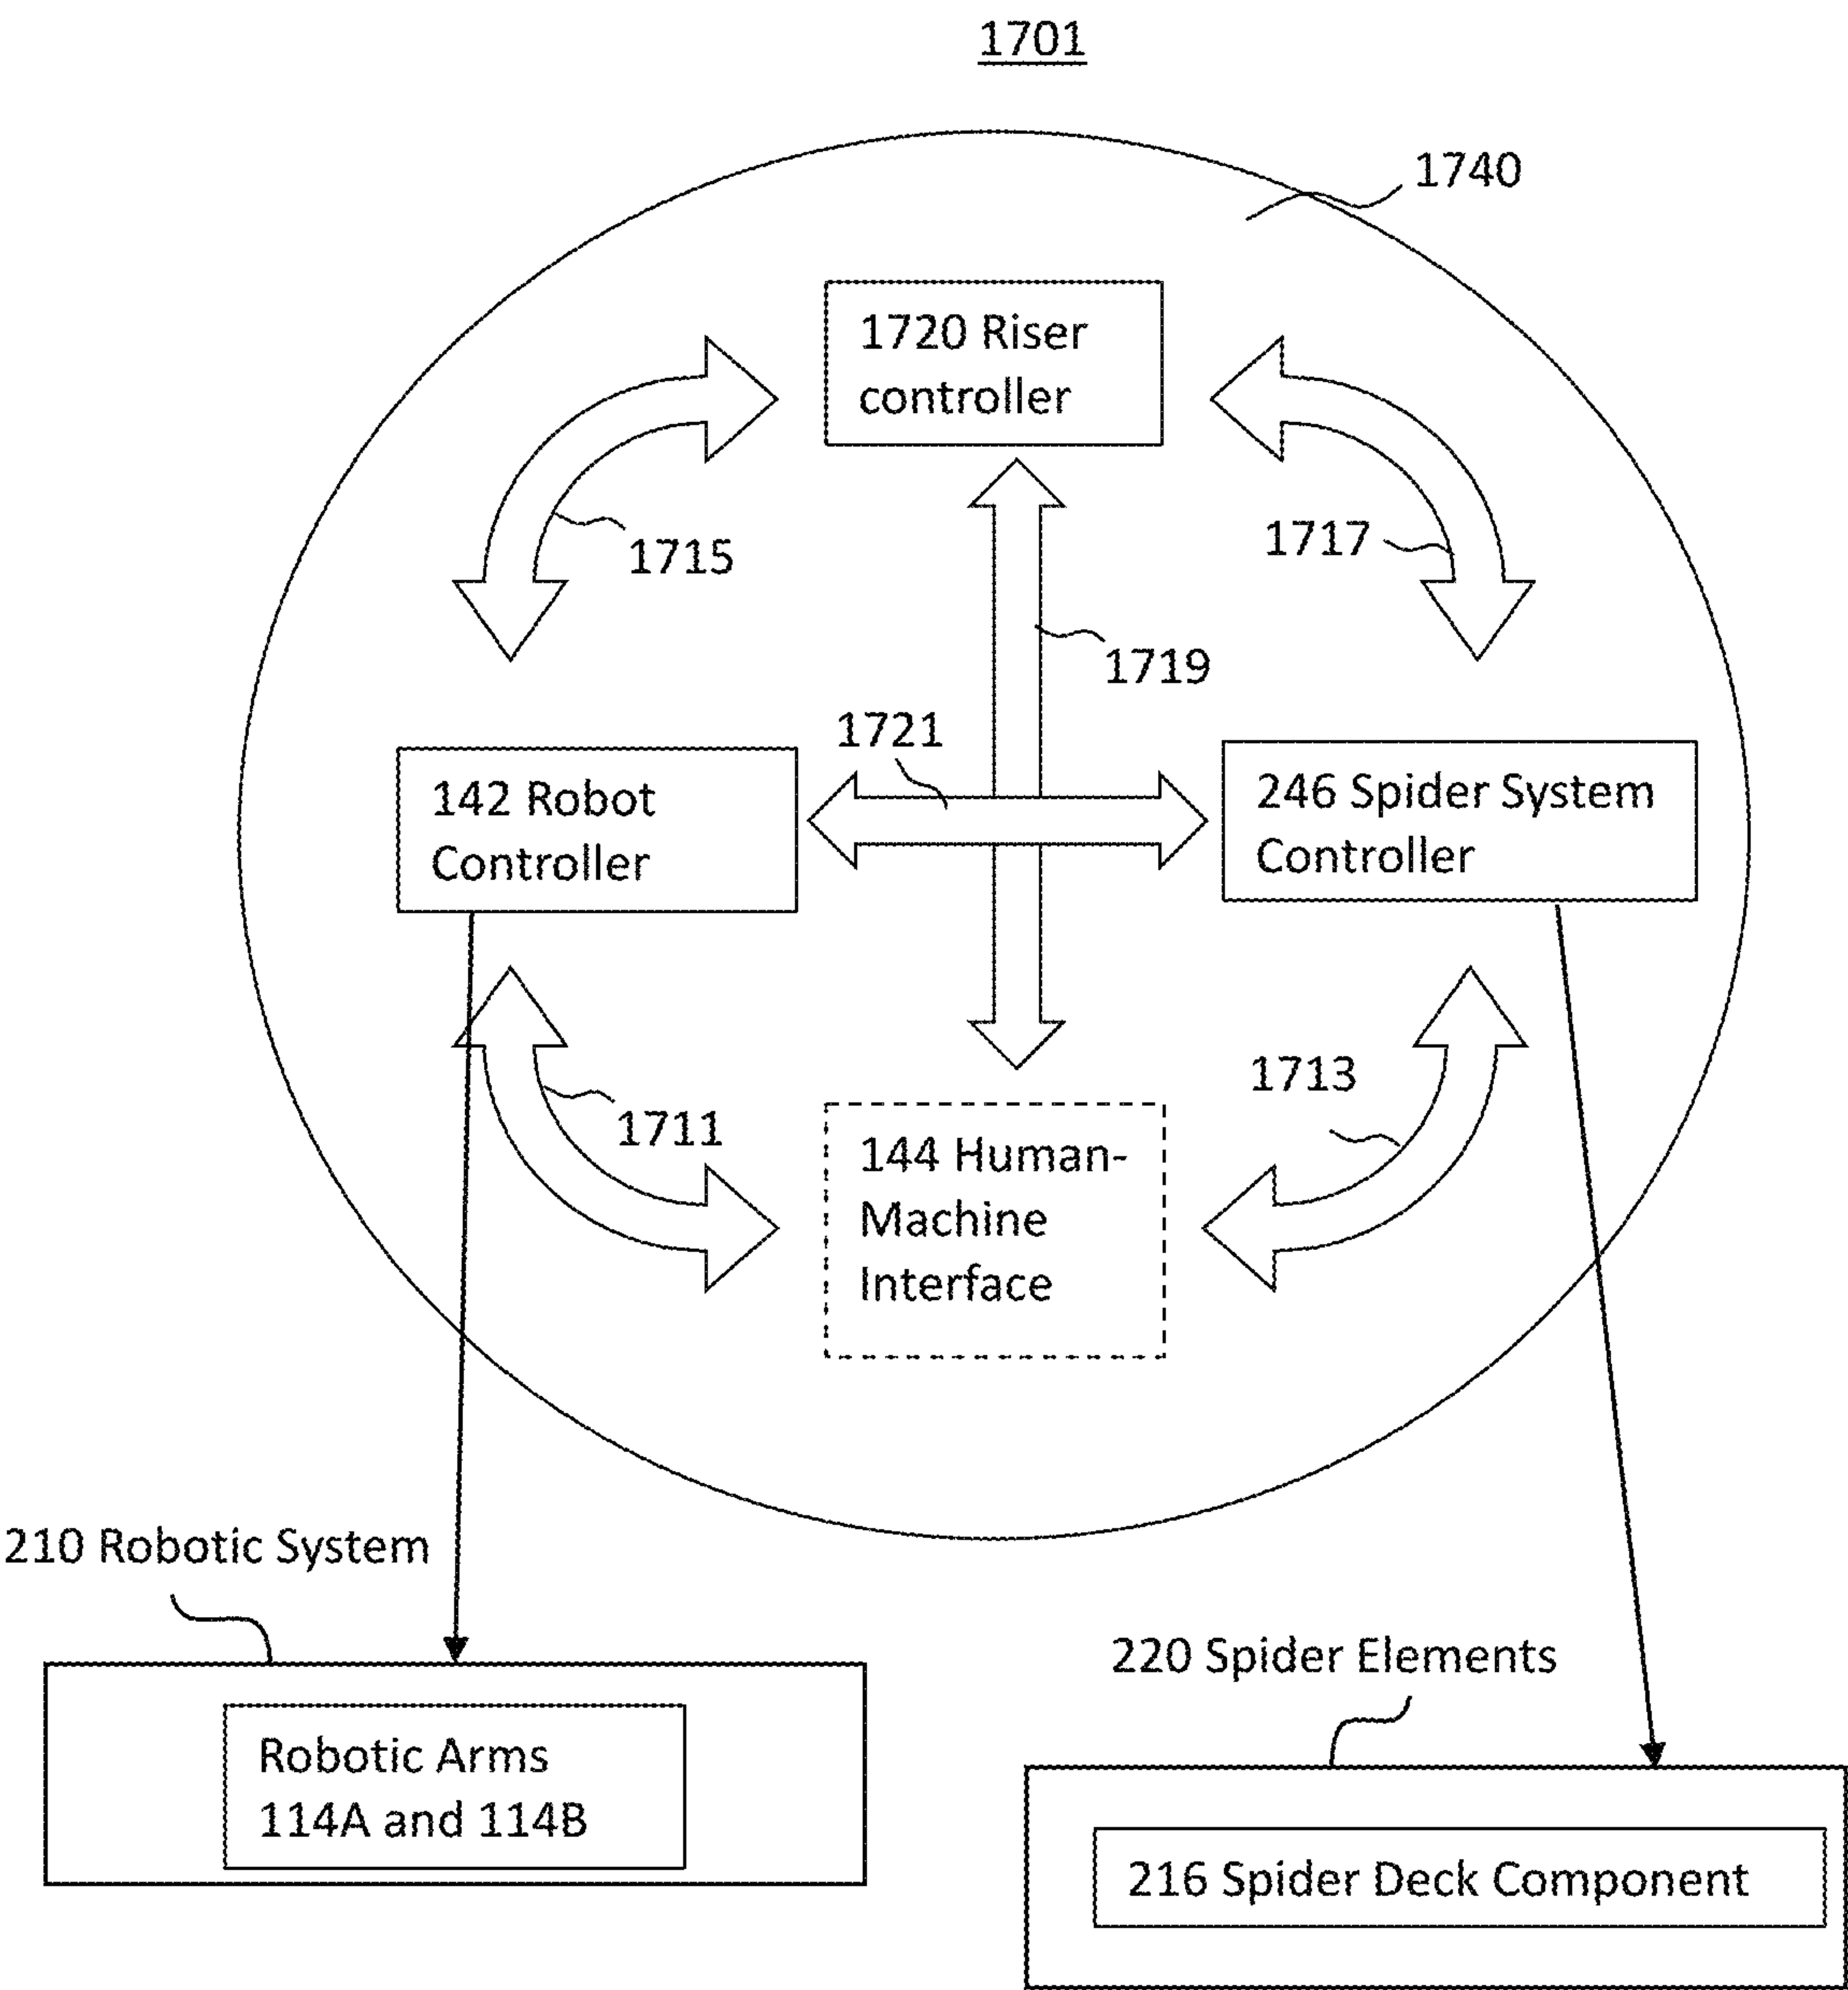 1701
1740
1720 Riser
controller
1715
1717
1719
1721
142 Robot
Controller
246 Spider System
Controller
1711
1713
144 Human-
Machine
Interface
210 Robotic System
Robotic Arms
114A and 114B
220 Spider Elements
216 Spider Deck Component